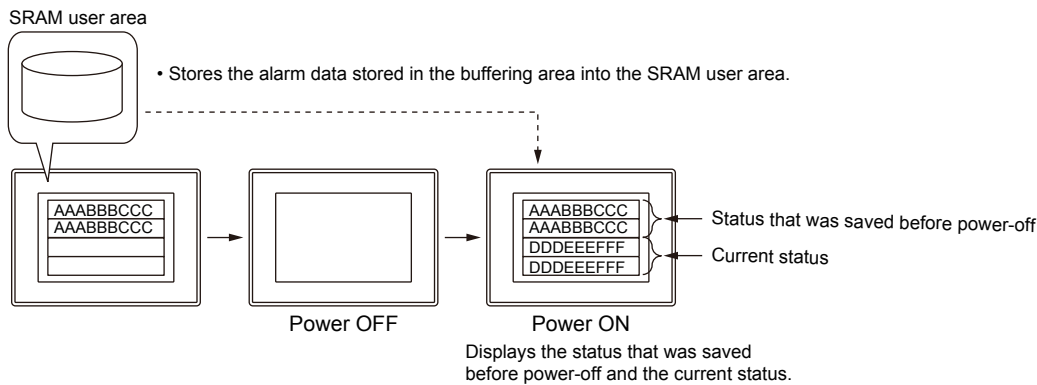 SRAM user area
• Stores the alarm data stored in the buffering area into the SRAM user area.
AAABBBCCC
AAABBBCCC
AAABBBCCC
AAABBBCCC
DDDEEEFFF
DDDEEEFFF
Status that was saved before power-off
Current status
Power OFF
Power ON
Displays the status that was saved
before power-off and the current status.